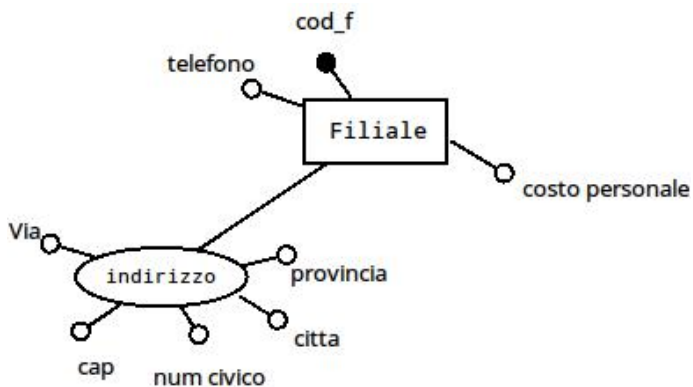 cod_f
telefono
Filiale
costo personale
Via
indirizzo
provincia
citta
cap
num civico